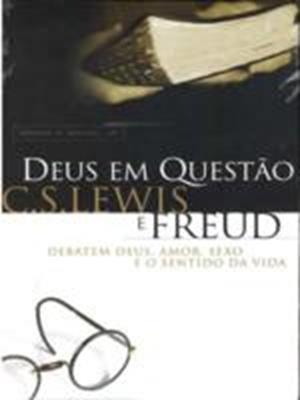 DEUS EM QUESTÃO
C.S. LEWIS
E
FREUD
DEBATEM DEUS, AMOR, SEXO
E O SENTIDO DA VIDA